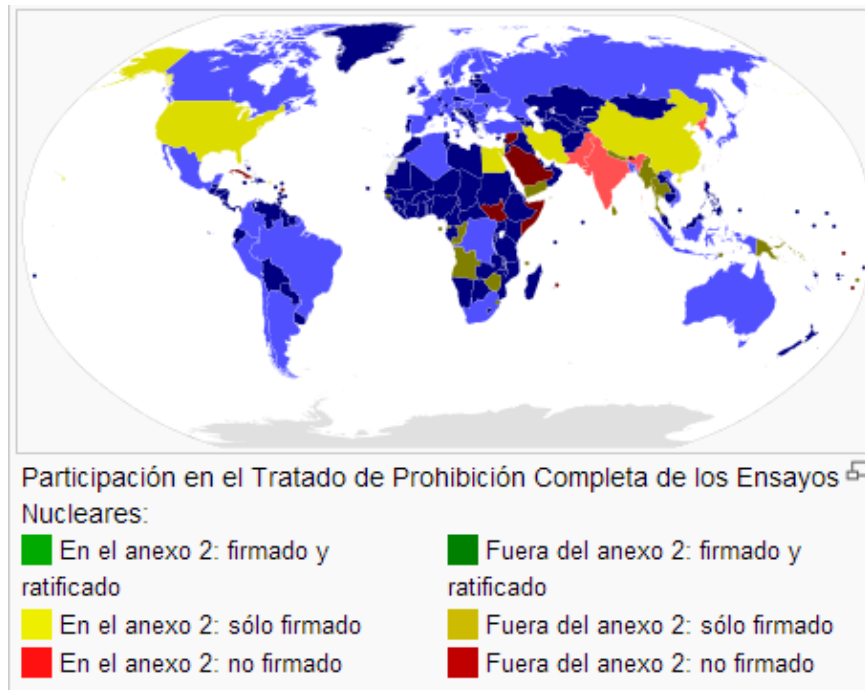 Participación en el Tratado de Prohibición Completa de los Ensayos
Nucleares:
En el anexo 2: firmado y
ratificado
En el anexo 2: sólo firmado
En el anexo 2: no firmado
Fuera del anexo 2: firmado y
ratificado
Fuera del anexo 2: sólo firmado
Fuera del anexo 2: no firmado